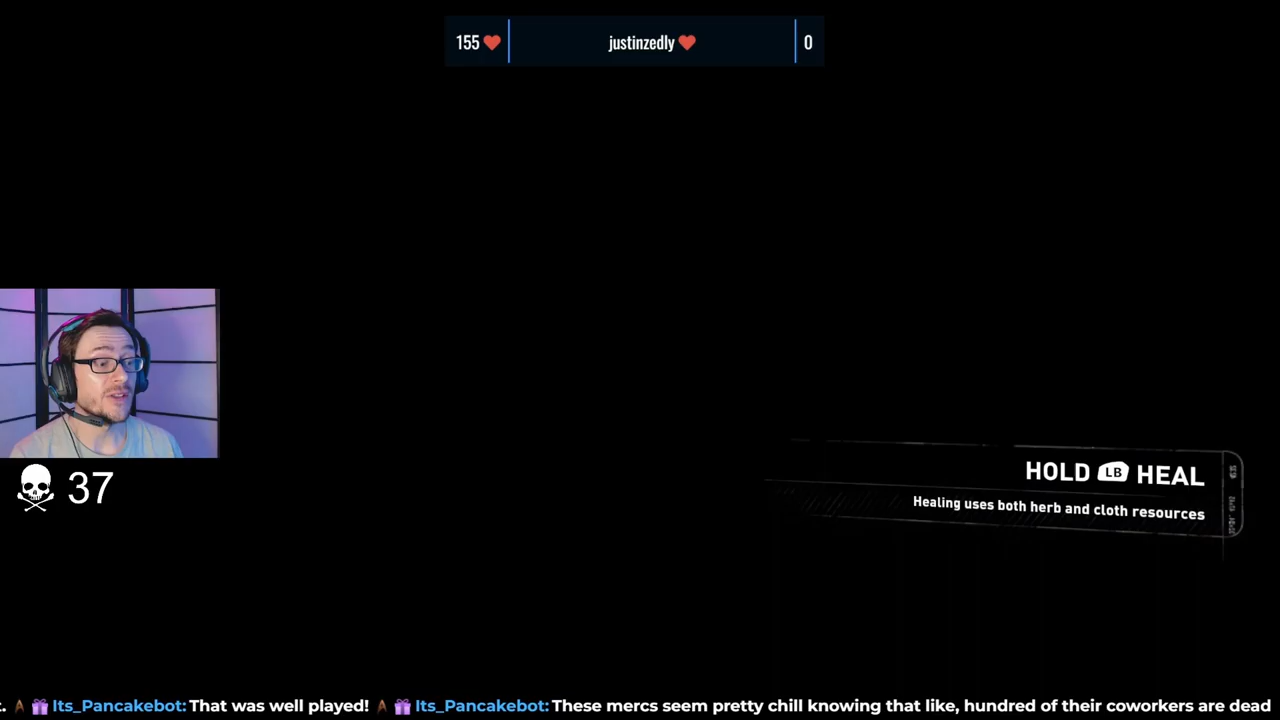 155❤ justinzedly❤ 0
37
HOLD LB HEAL
Healing uses both herb and cloth resources
Its_Pancakebot: That was well played! Its_Pancakebot: These mercs seem pretty chill knowing that like, hundred of their coworkers are dead